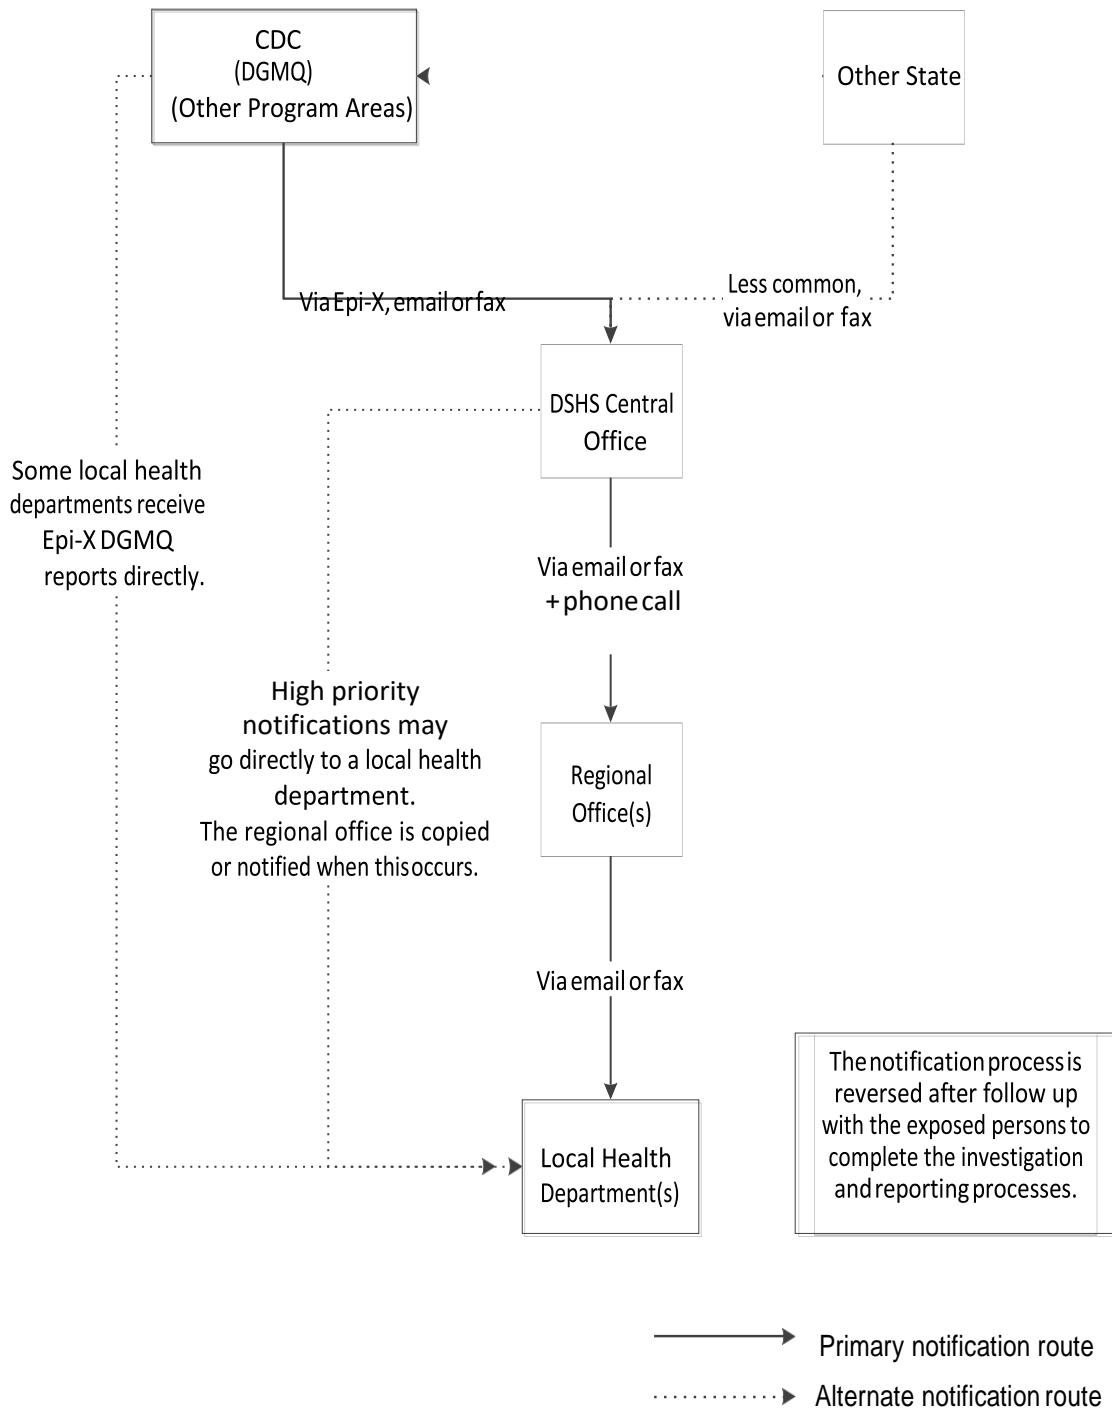 CDC
(DGMQ)
(Other Program Areas)
Other State
Via Epi-X, email or fax
Less common,
via email or fax
DSHS Central
Office
Some local health
departments receive
Epi-X DGMQ
reports directly.
Via email or fax
+ phone call
High priority
notifications may
go directly to a local health
department.
The regional office is copied
or notified when this occurs.
Regional
Office(s)
Via email or fax
Local Health
Department(s)
The notification process is
reversed after follow up
with the exposed persons to
complete the investigation
and reporting processes.
Primary notification route
Alternate notification route